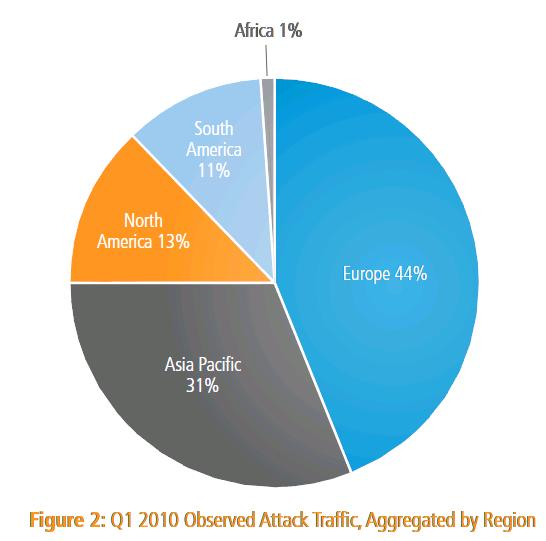 Africa 1%
South
America
11%
North
America 13%
Europe 44%
Asia Pacific
31%
Figure 2: Q1 2010 Observed Attack Traffic, Aggregated by Region